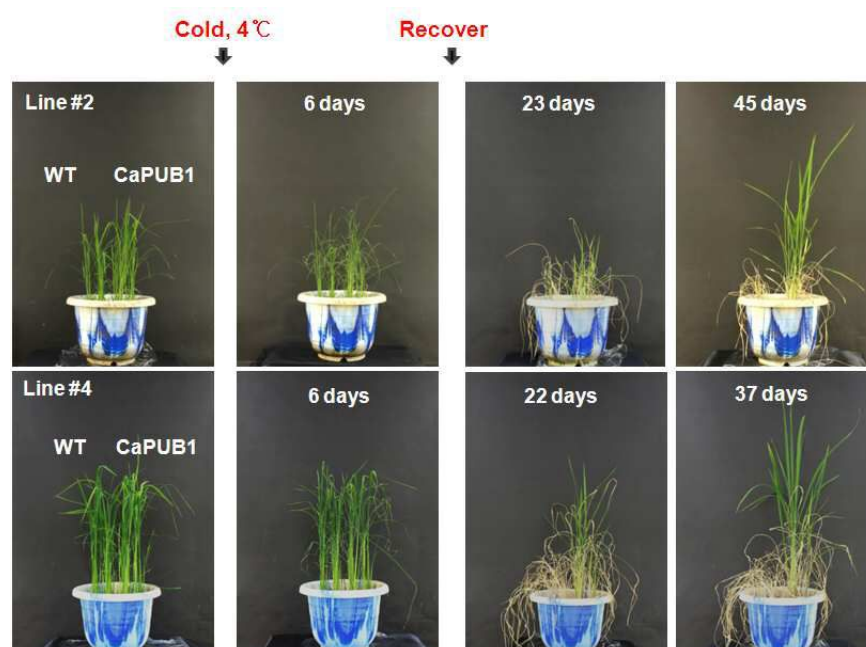 Cold, 4℃ Recover
Line #2 6 days 23 days 45 days
WT CaPUB1
Line #4 6 days 22 days 37 days
WT CaPUB1